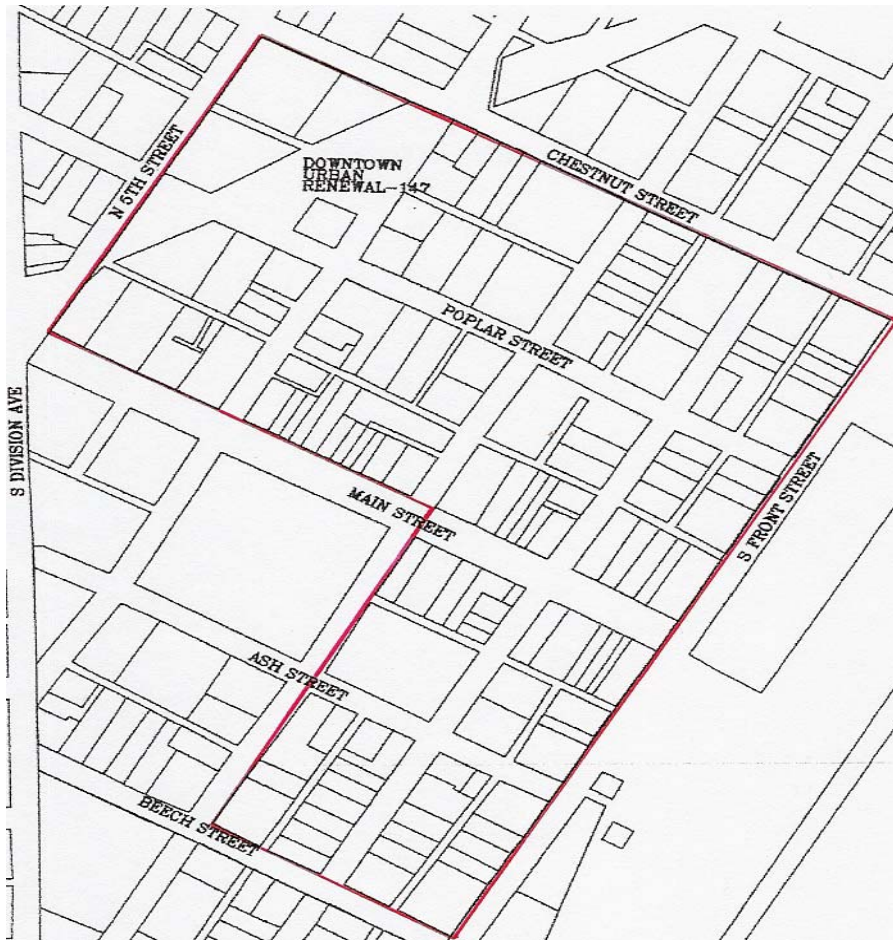 N 5TH STREET
DOWNTOWN
URBAN
RENEWAL-147
CHESTNUT STREET
POPLAR STREET
S DIVISION AVE
MAIN STREET
S FRONT STREET
ASH STREET
BEECH STREET